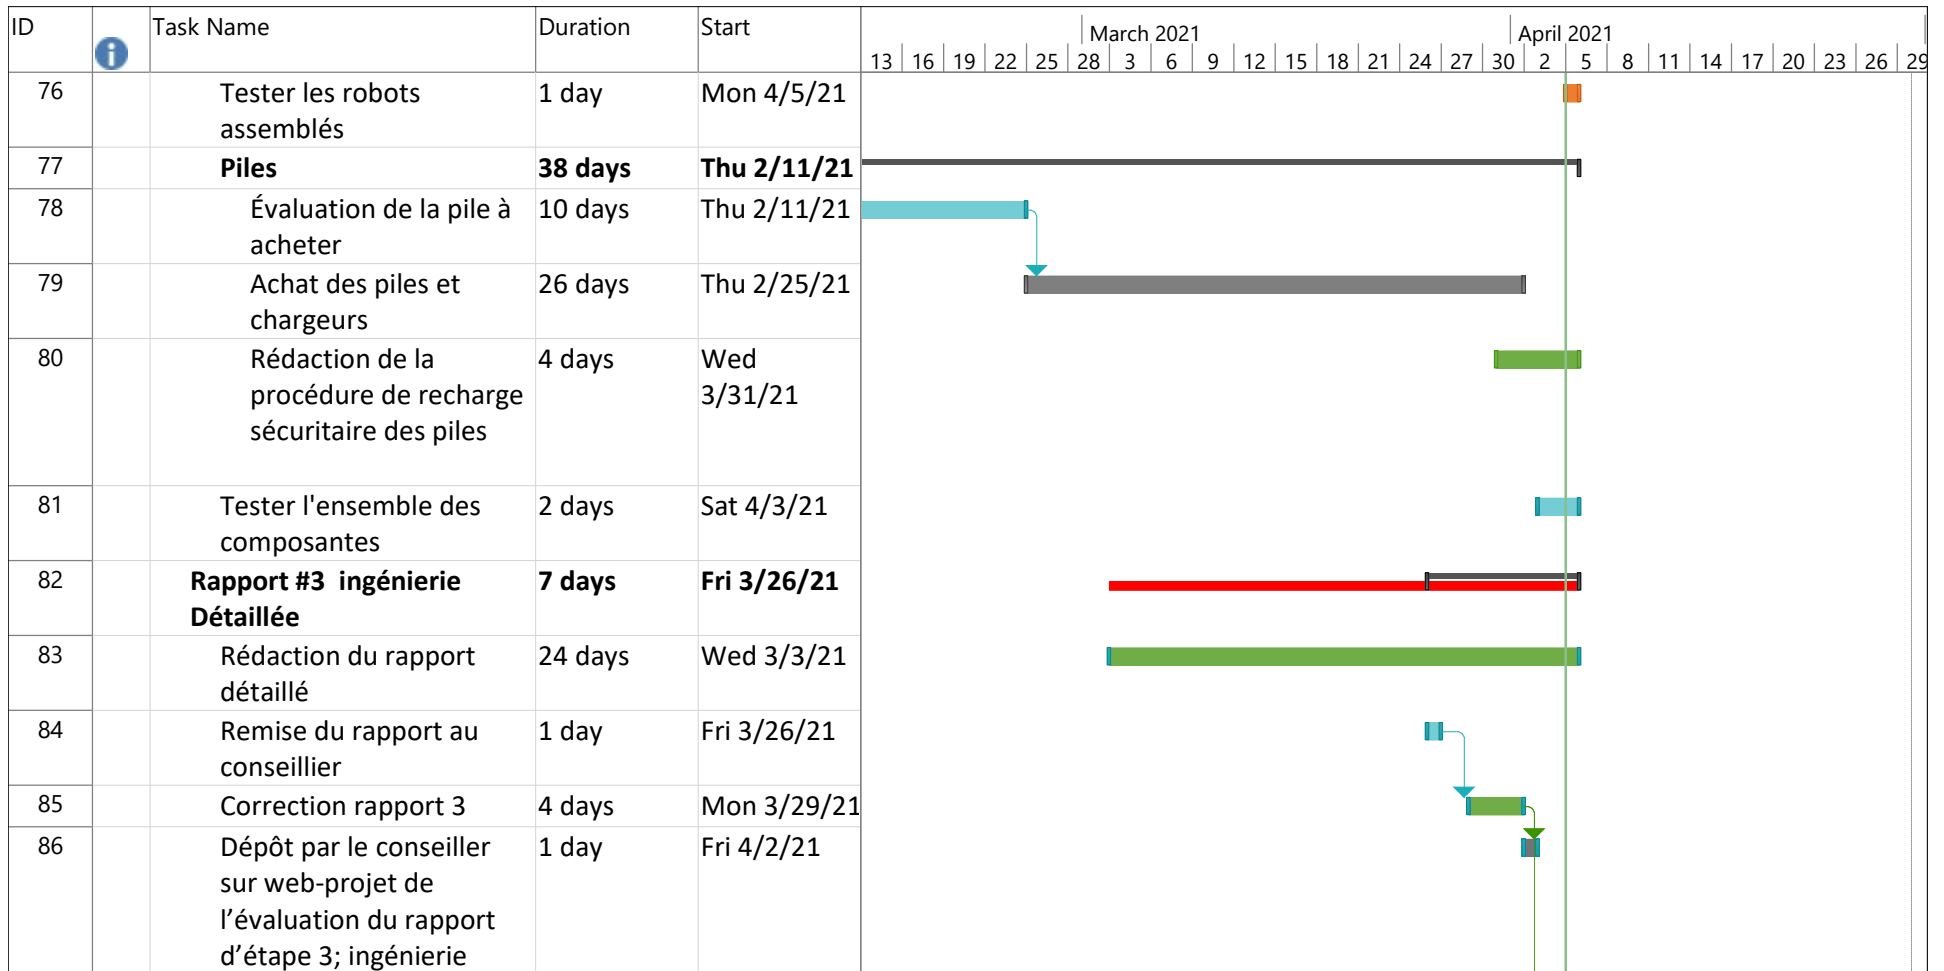 ID Task Name Duration Start March 2021 April 2021
13 16 19 22 25 28 3 6 9 12 15 18 21 24 27 30 2 5 8 11 14 17 20 23 26 29
76 Tester les robots 1 day Mon 4/5/21
assemblés
77 Piles 38 days Thu 2/11/21
78 Évaluation de la pile à 10 days Thu 2/11/21
acheter
79 Achat des piles et 26 days Thu 2/25/21
chargeurs
80 Rédaction de la 4 days Wed
procédure de recharge 3/31/21
sécuritaire des piles
81 Tester l'ensemble des 2 days Sat 4/3/21
composantes
82 Rapport #3 ingénierie 7 days Fri 3/26/21
Détaillée
83 Rédaction du rapport 24 days Wed 3/3/21
détaillé
84 Remise du rapport au 1 day Fri 3/26/21
conseillier
85 Correction rapport 3 4 days Mon 3/29/21
86 Dépôt par le conseiller 1 day Fri 4/2/21
sur web-projet de
l’évaluation du rapport
d’étape 3; ingénierie